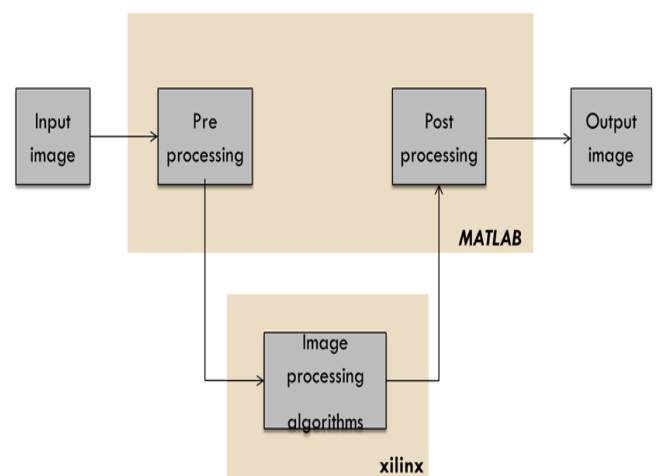 Input
image
Pre
processing
Post
processing
Output
image
MATLAB
Image
processing
algorithms
xilinx